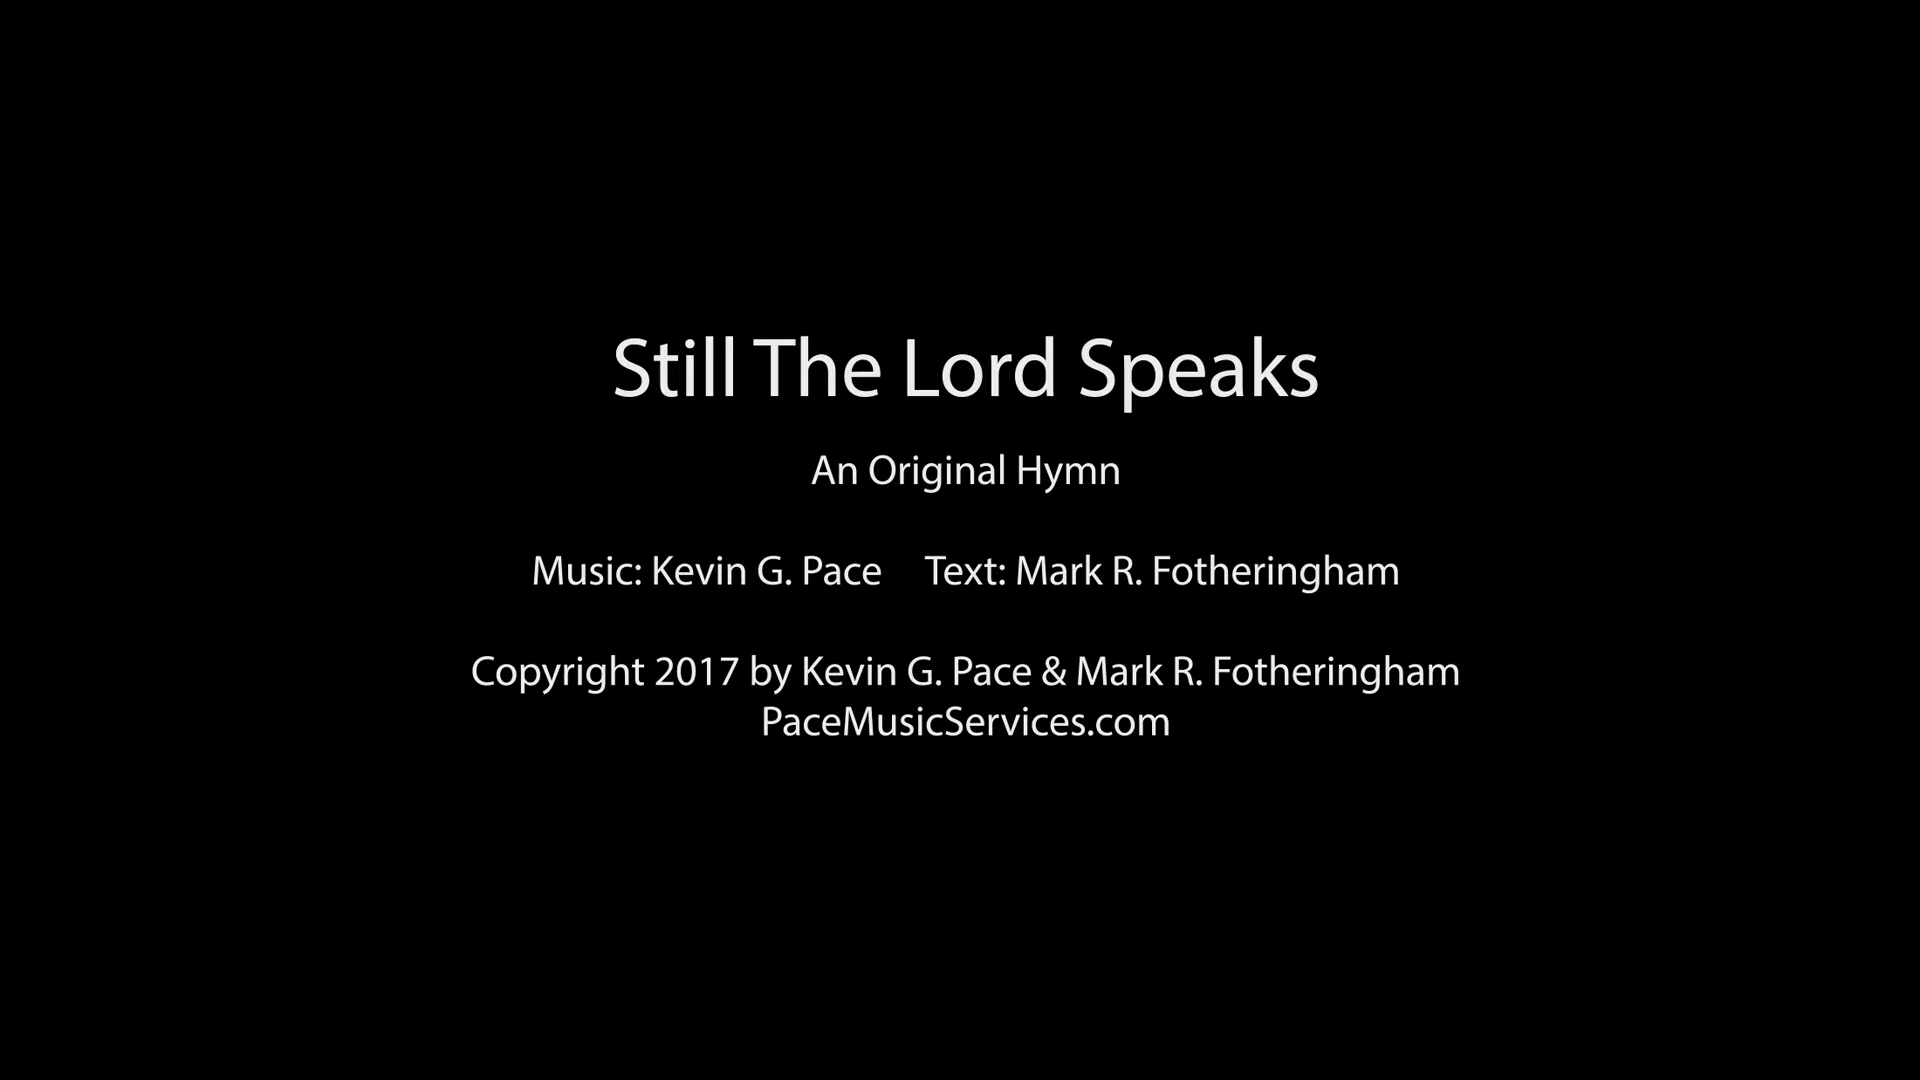 Still The Lord Speaks
An Original Hymn
Music: Kevin G. Pace    Text: Mark R. Fotheringham
Copyright 2017 by Kevin G. Pace & Mark R. Fotheringham
PaceMusicServices.com